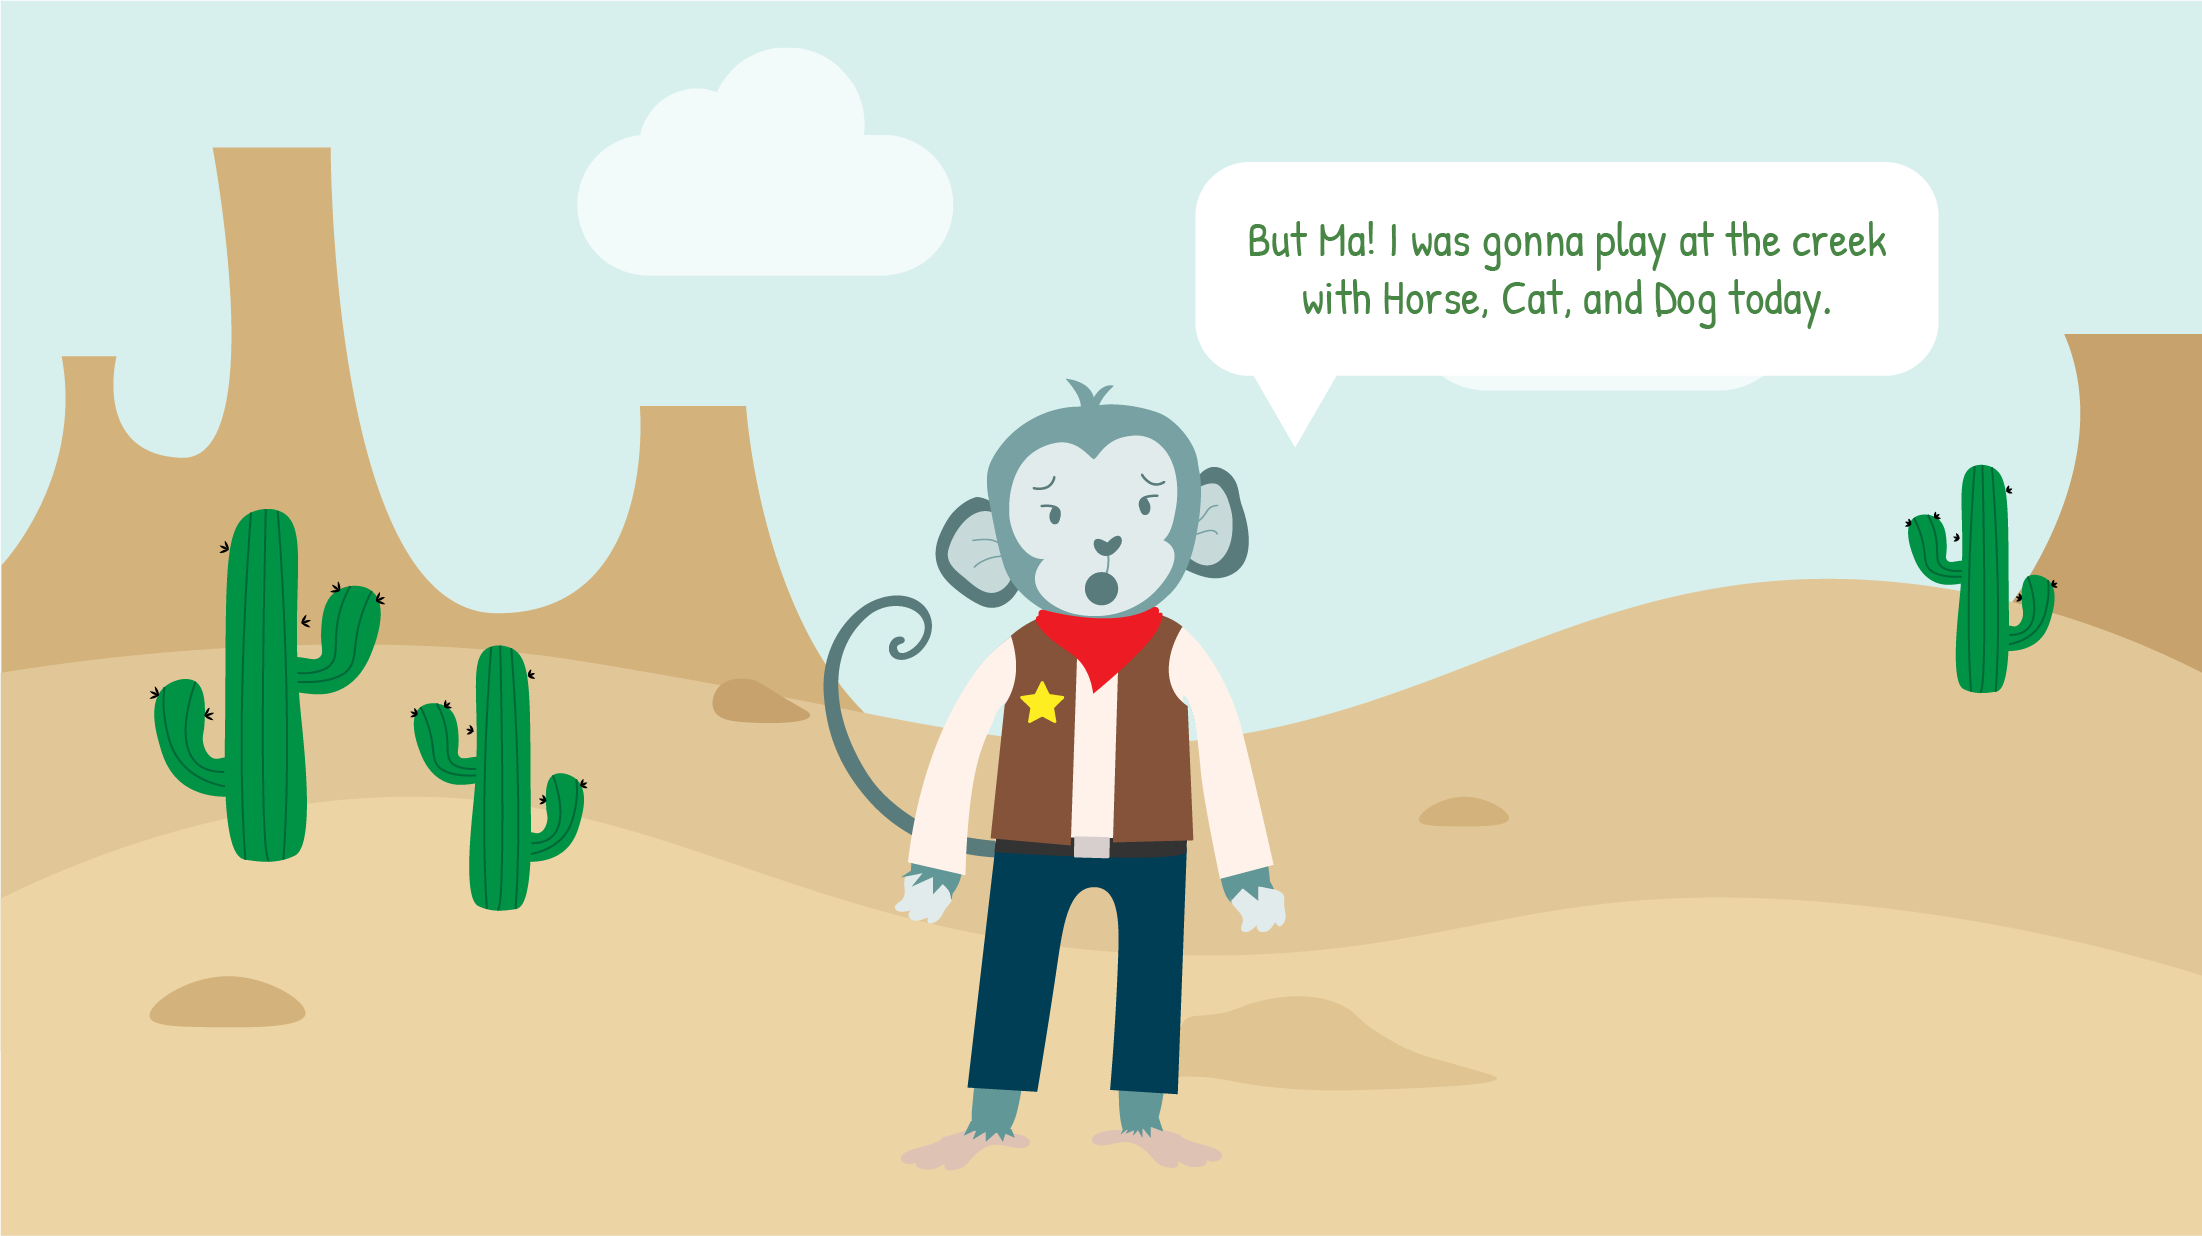 But Ma! I was gonna play at the creek
with Horse, Cat, and Dog today.